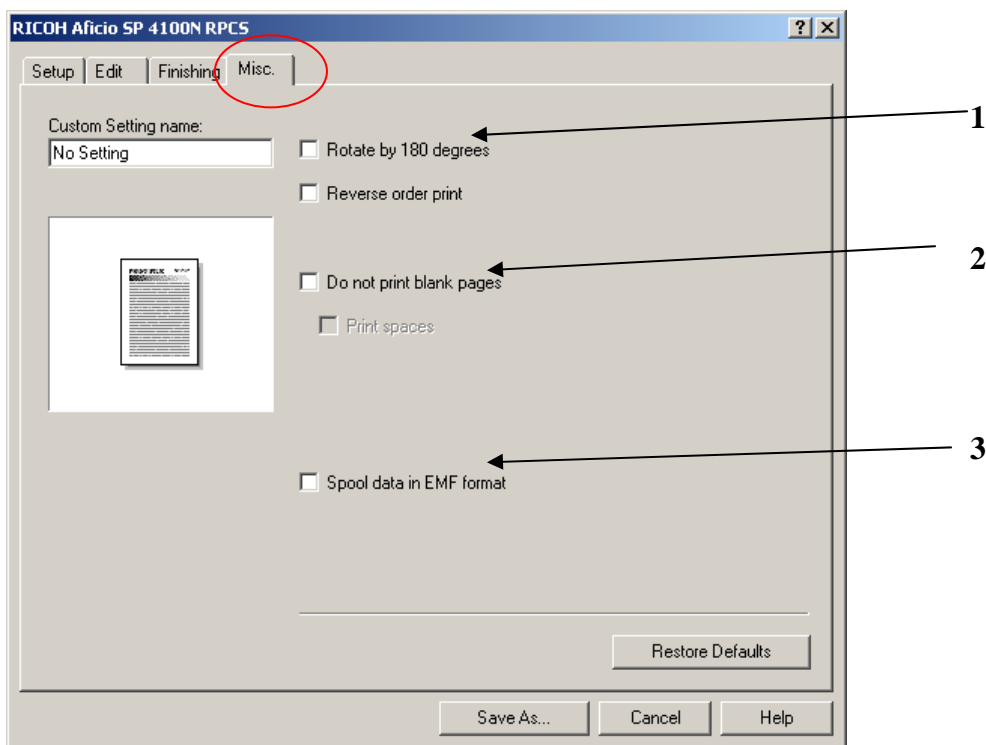 RICOH Aficio SP 4100N RPCS
Setup Edit Finishing Misc.
Custom Setting name:
No Setting
Rotate by 180 degrees
1
Reverse order print
Do not print blank pages
2
Print spaces
Spool data in EMF format
3
Restore Defaults
Save As... Cancel Help